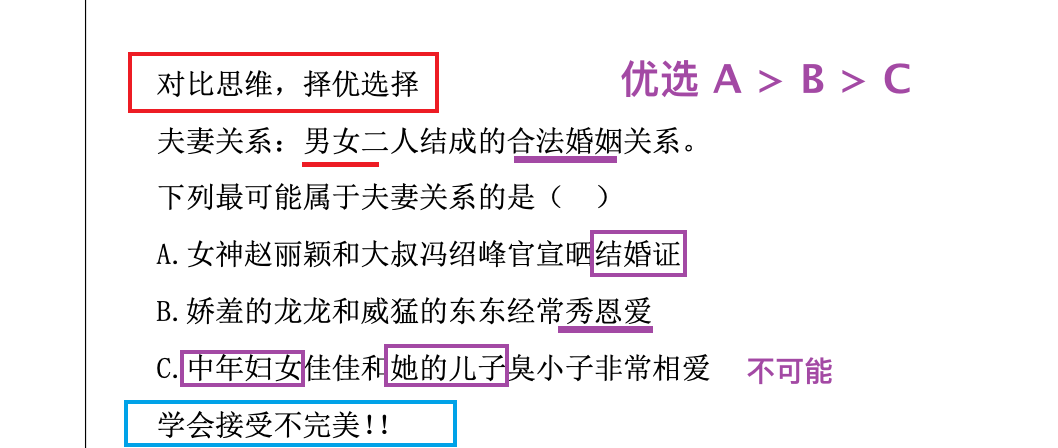 对比思维，择优选择
优选 A > B > C
夫妻关系：男女二人结成的合法婚姻关系。
下列最可能属于夫妻关系的是（ ）
A.女神赵丽颖和大叔冯绍峰官宣晒结婚证
B.娇羞的龙龙和威猛的东东经常秀恩爱
C.中年妇女佳佳和她的儿子臭小子非常相爱
不可能
学会接受不完美!!